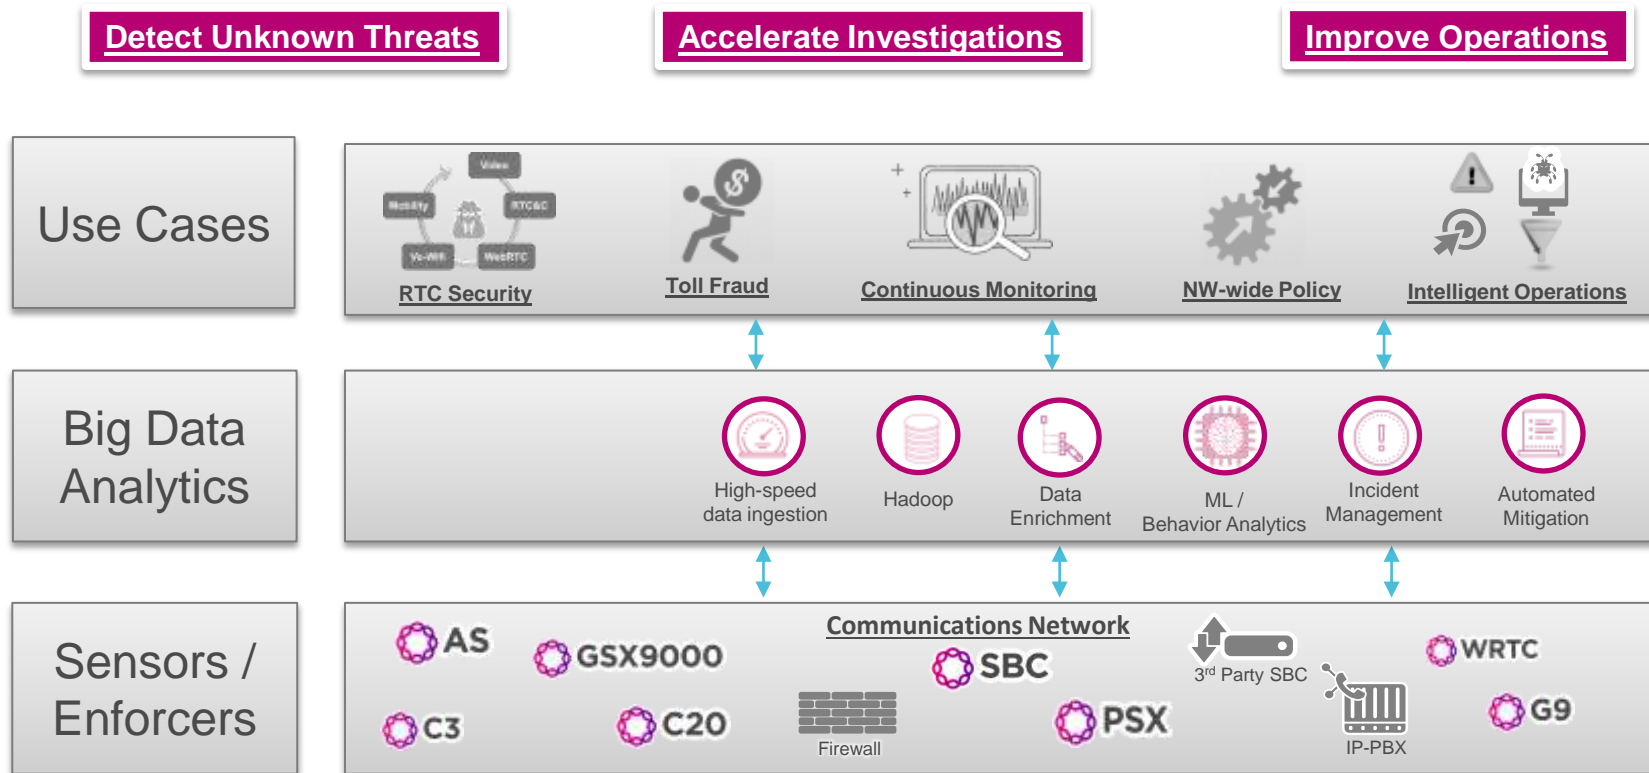 Detect Unknown Threats
Accelerate Investigations
Improve Operations
Use Cases
Video
Mobility
RTC&C
Vo-Wifi
WebRTC
RTC Security
Toll Fraud
Continuous Monitoring
NW-wide Policy
Intelligent Operations
Big Data
Analytics
High-speed
data ingestion
Hadoop
Data
Enrichment
ML /
Behavior Analytics
Incident
Management
Automated
Mitigation
Sensors /
Enforcers
Communications Network
AS
GSX9000
SBC
3rd Party SBC
WRTC
C3
C20
Firewall
PSX
IP-PBX
G9